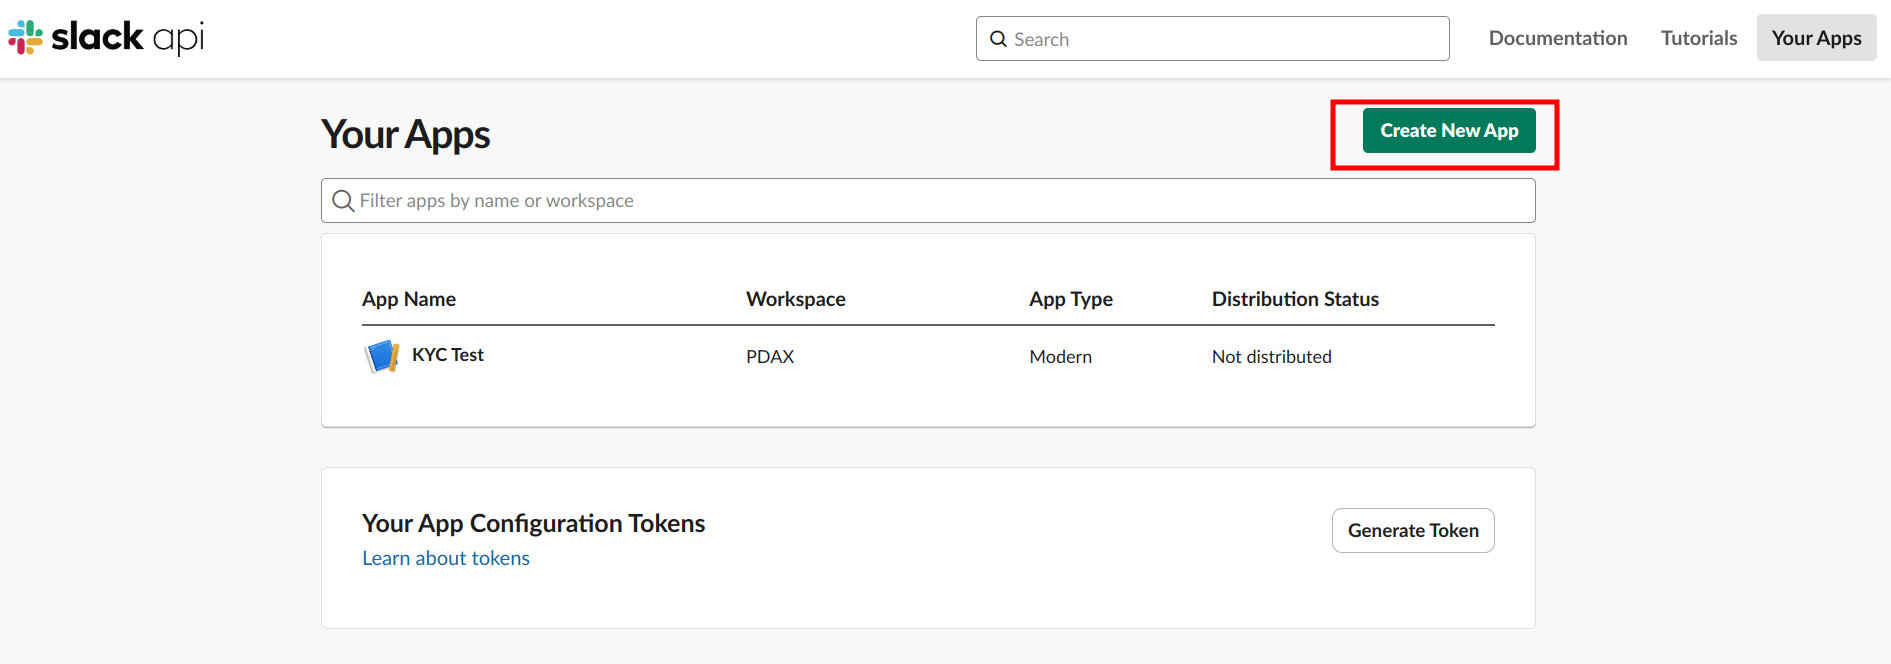 slack api
Search
Documentation
Tutorials
Your Apps
Your Apps
Create New App
Filter apps by name or workspace
App Name Workspace App Type Distribution Status
KYC Test PDAX Modern Not distributed
Your App Configuration Tokens
Learn about tokens
Generate Token